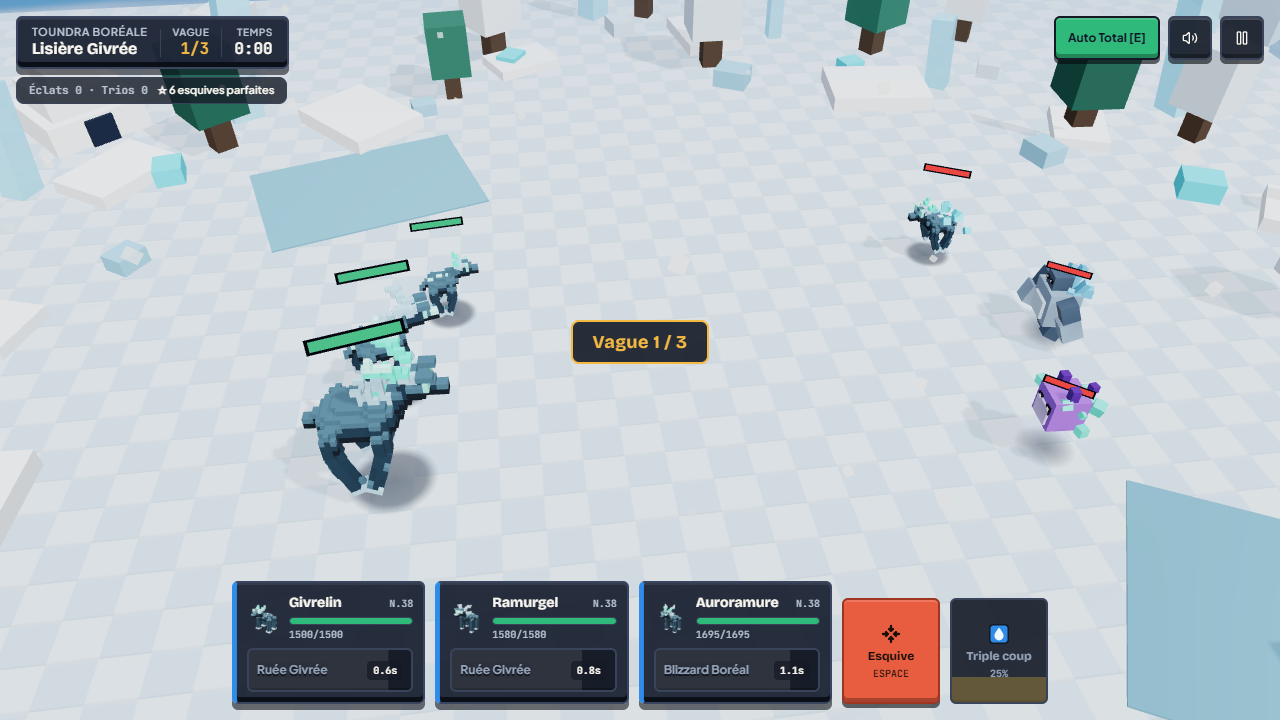 TOUNDRA BORÉALE
Lisière Givrée
VAGUE
1/3
TEMPS
0:00
Éclats 0 · Trios 0 ★ 6 esquives parfaites
Auto Total [E]
Vague 1 / 3
Givrelin N.38
1500/1500
Ruée Givrée 0.6s
Ramurgel N.38
1580/1580
Ruée Givrée 0.8s
Auroramure N.38
1695/1695
Blizzard Boréal 1.1s
Esquive
ESPACE
Triple coup
25%